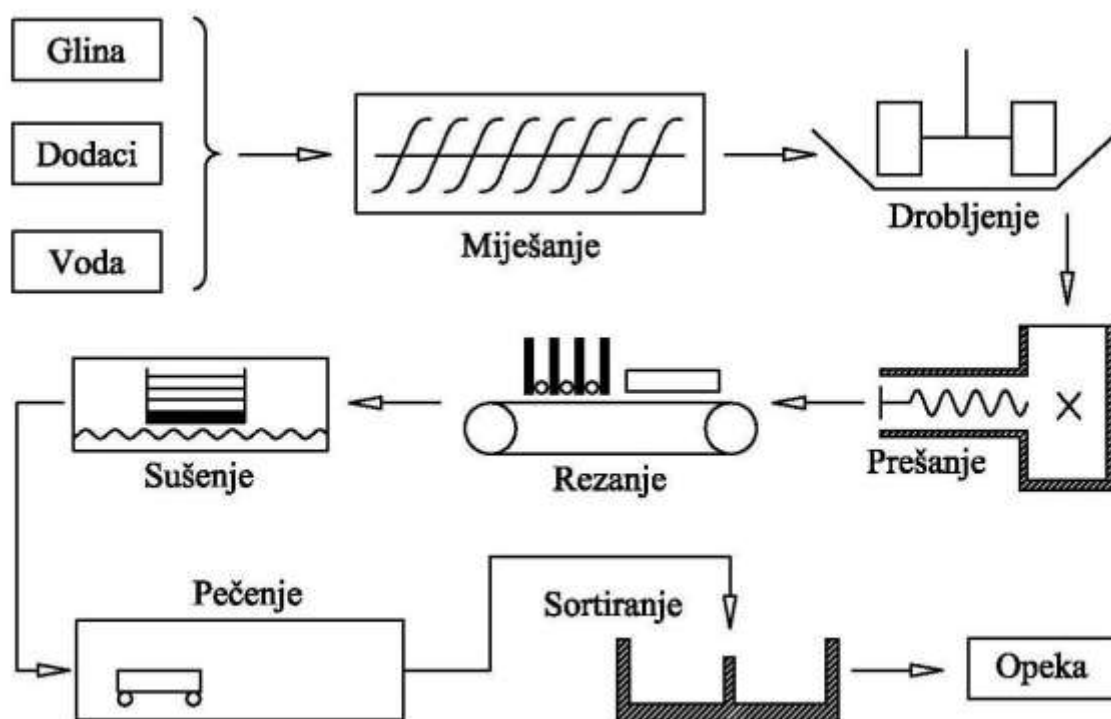 Glina
Dodaci
Voda
Miješanje
Drobljenje
Prešanje
Rezanje
Sušenje
Pečenje
Sortiranje
Opeka